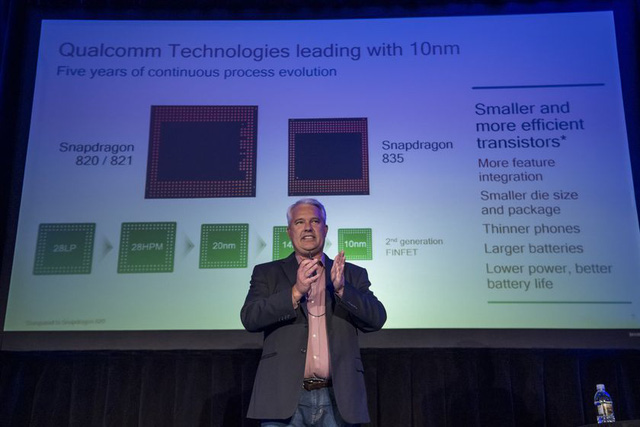 Qualcomm Technologies leading with 10nm
Five years of continuous process evolution
Snapdragon
820 / 821
Snapdragon
835
28LP
28HPM
20nm
14
10nm
2nd generation
FINFET
Smaller and
more efficient
transistors*
More feature
integration
Smaller die size
and package
Thinner phones
Larger batteries
Lower power, better
battery life
*Compared to Snapdragon 820